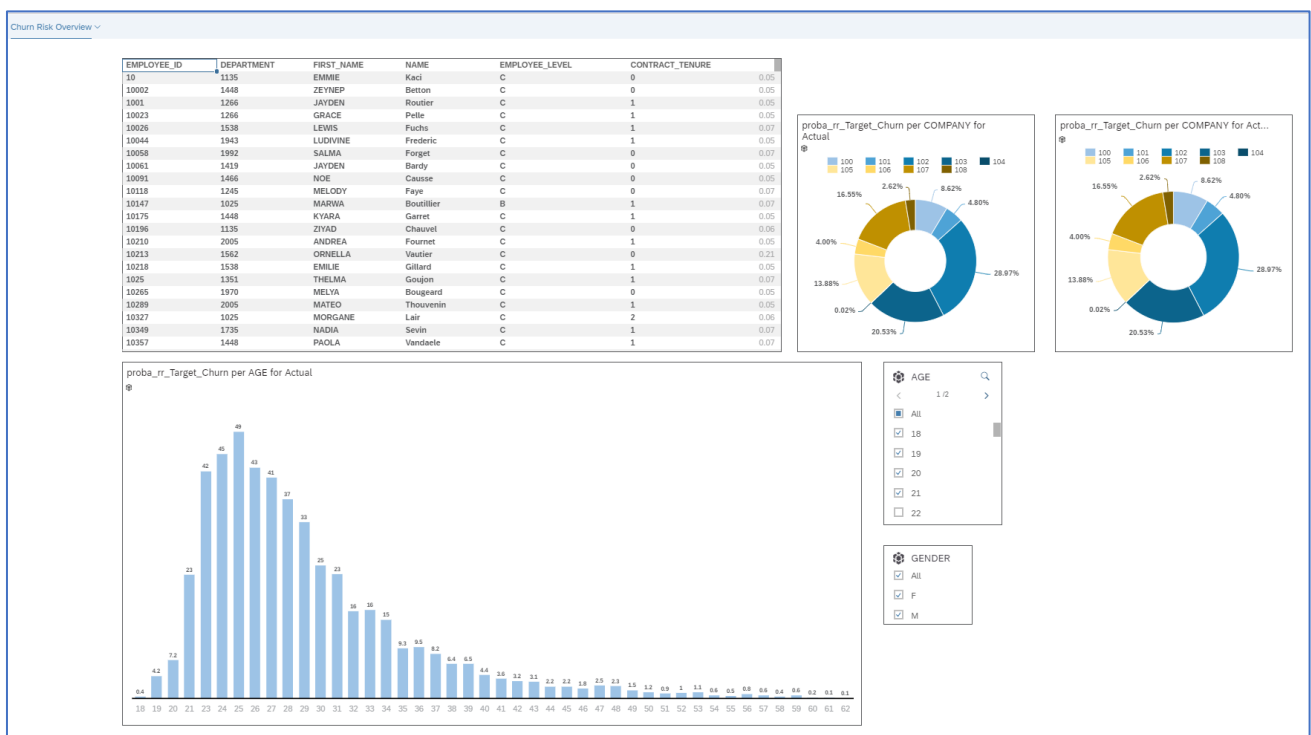 Churn Risk Overview
EMPLOYEE_ID DEPARTMENT FIRST_NAME NAME EMPLOYEE_LEVEL CONTRACT_TENURE
10 1135 EMMIE Kaci C 0 0.05
10002 1448 ZEYNEP Betton C 0 0.05
1001 1266 JAYDEN Routier C 1 0.05
10023 1266 GRACE Pelle C 1 0.05
10026 1538 LEWIS Fuchs C 1 0.07
10044 1943 LUDIVINE Frederic C 1 0.05
10058 1992 SALMA Forget C 0 0.07
10061 1419 JAYDEN Bardy C 0 0.05
10091 1466 NOE Causse C 0 0.05
10118 1245 MELODY Faye C 0 0.07
10147 1025 MARWA Boutillier B 1 0.07
10175 1448 KYARA Garret C 1 0.05
10196 1135 ZIYAD Chauvel C 0 0.06
10210 2005 ANDREA Fournet C 1 0.05
10213 1562 ORNELLA Vautier C 0 0.21
10218 1538 EMILIE Gillard C 1 0.05
1025 1351 THELMA Goujon C 1 0.07
10265 1970 MELYA Bougeard C 0 0.05
10289 2005 MATEO Thouvenin C 1 0.05
10327 1025 MORGANE Lair C 2 0.06
10349 1735 NADIA Sevin C 1 0.07
10357 1448 PAOLA Vandaele C 1 0.07
proba_rr_Target_Churn per COMPANY for
Actual
100 101 102 103 104
105 106 107 108
2.62% 8.62%
16.55% 4.80%
4.00%
28.97%
13.88%
0.02%
20.53%
proba_rr_Target_Churn per COMPANY for Act...
100 101 102 103 104
105 106 107 108
2.62% 8.62%
16.55% 4.80%
4.00%
28.97%
13.88%
0.02%
20.53%
proba_rr_Target_Churn per AGE for Actual
0.4 4.2 7.2 23 42 45 49 43 41 37 33 25 23 16 16 15 9.3 9.5 8.2 6.4 6.5 4.4 3.6 3.2 3.1 2.2 2.2 1.8 2.5 2.3 1.5 1.2 0.9 1 1.1 0.6 0.5 0.8 0.6 0.4 0.6 0.2 0.1 0.1
18 19 20 21 23 24 25 26 27 28 29 30 31 32 33 34 35 36 37 38 39 40 41 42 43 44 45 46 47 48 49 50 51 52 53 54 55 56 57 58 59 60 61 62
AGE
1 /2
All
18
19
20
21
22
GENDER
All
F
M